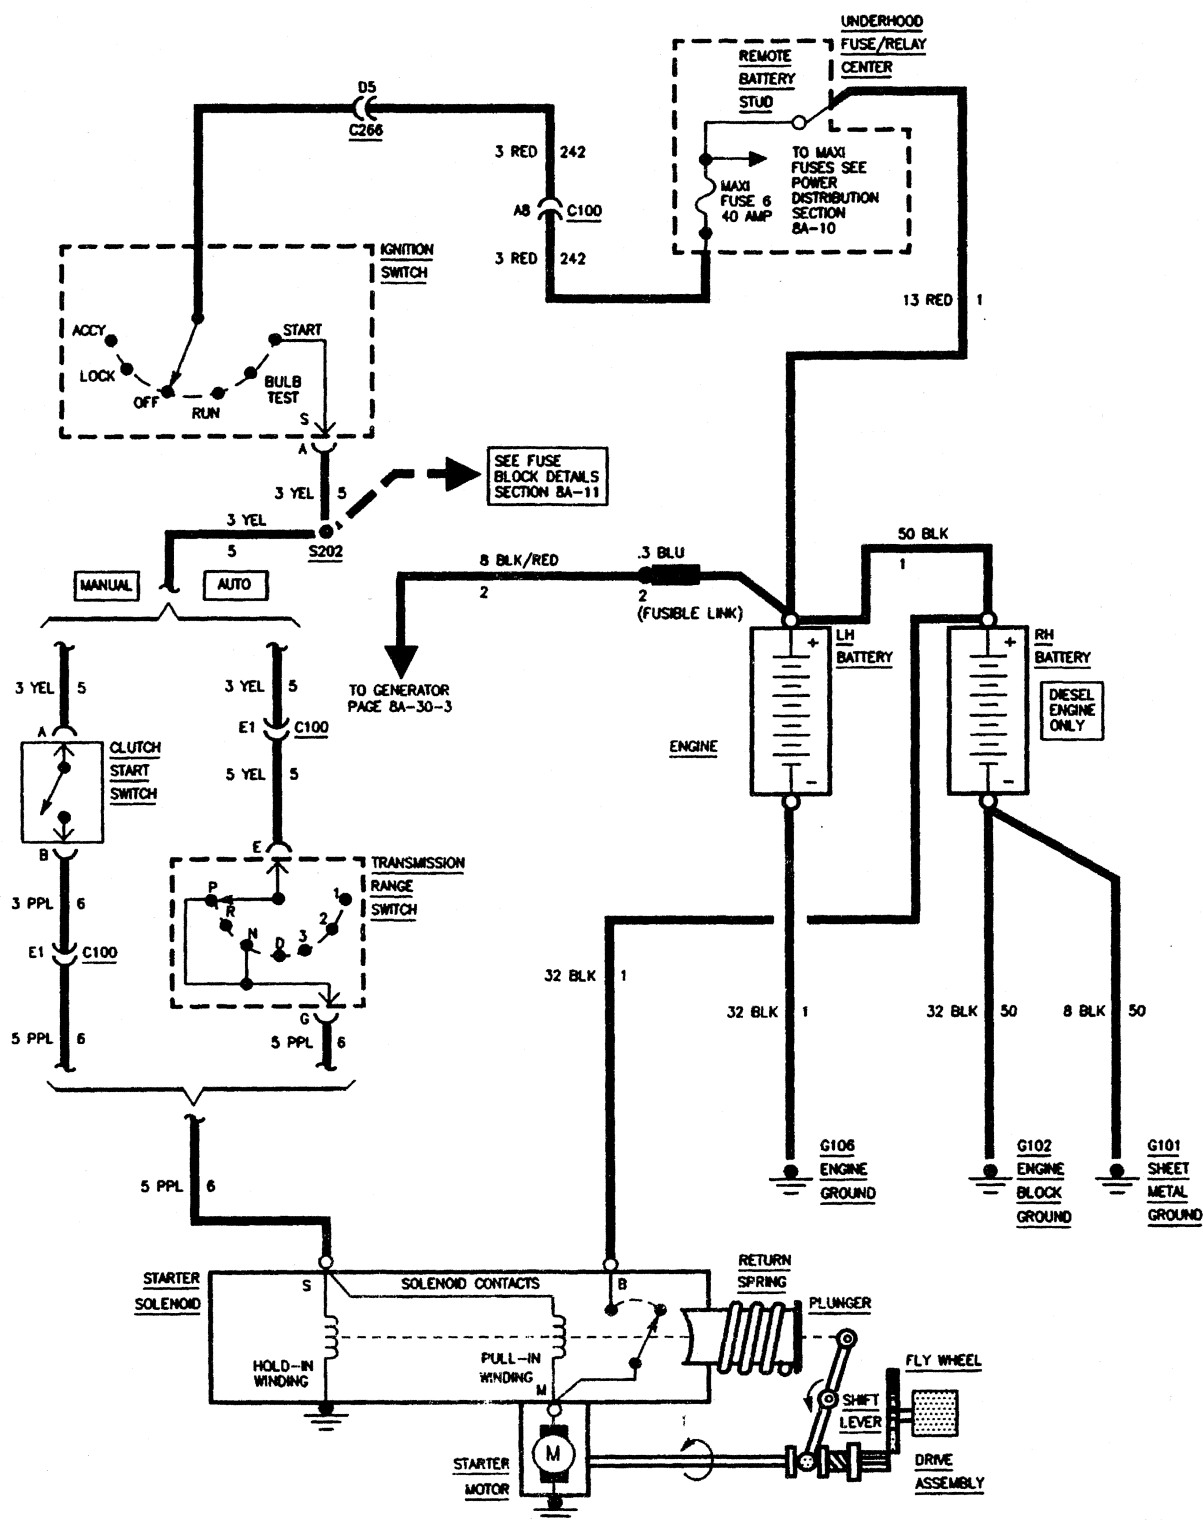 UNDERHOOD
FUSE/RELAY
CENTER
REMOTE
BATTERY
STUD
D5
C266
3 RED 242
TO MAXI
FUSES SEE
POWER
DISTRIBUTION
SECTION
8A-10
MAXI
FUSE 6
40 AMP
A8 C100
3 RED 242
IGNITION
SWITCH
13 RED 1
ACCY
LOCK
OFF
RUN
BULB
TEST
START
S
A
SEE FUSE
BLOCK DETAILS
SECTION 8A-11
3 YEL 5
3 YEL
5
S202
MANUAL
AUTO
8 BLK/RED
2
.3 BLU
2
(FUSIBLE LINK)
50 BLK
1
TO GENERATOR
PAGE 8A-30-3
+
LH
BATTERY
-
+
RH
BATTERY
-
DIESEL
ENGINE
ONLY
ENGINE
3 YEL 5
3 YEL 5
A
E1 C100
CLUTCH
START
SWITCH
5 YEL 5
B
E
TRANSMISSION
RANGE
SWITCH
P
R
N
D
3
2
1
3 PPL 6
E1 C100
G
5 PPL 6
5 PPL 6
32 BLK 1
32 BLK 1
32 BLK 50
8 BLK 50
G106
ENGINE
GROUND
G102
ENGINE
BLOCK
GROUND
G101
SHEET
METAL
GROUND
5 PPL 6
STARTER
SOLENOID
S
SOLENOID CONTACTS
B
RETURN
SPRING
PLUNGER
HOLD-IN
WINDING
PULL-IN
WINDING
M
FLY WHEEL
SHIFT
LEVER
M
STARTER
MOTOR
DRIVE
ASSEMBLY